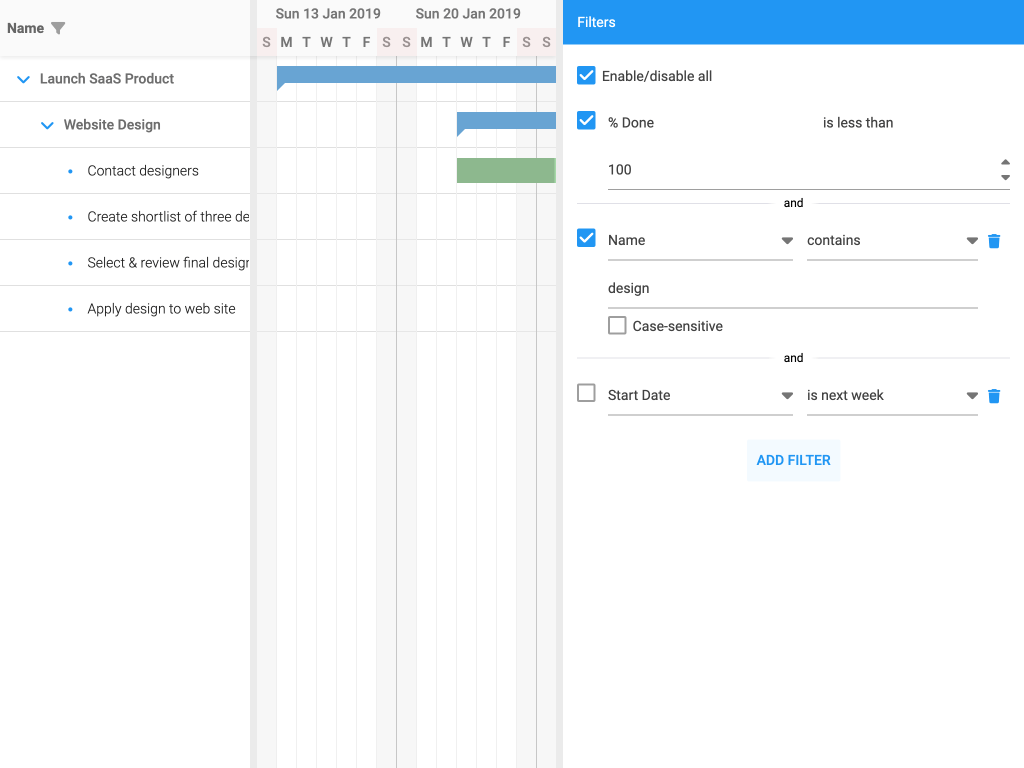 Name
Sun 13 Jan 2019 Sun 20 Jan 2019
S M T W T F S S M T W T F S S
Launch SaaS Product
Website Design
Contact designers
Create shortlist of three de
Select & review final design
Apply design to web site
Filters
Enable/disable all
% Done is less than
100
and
Name contains
design
Case-sensitive
and
Start Date is next week
ADD FILTER